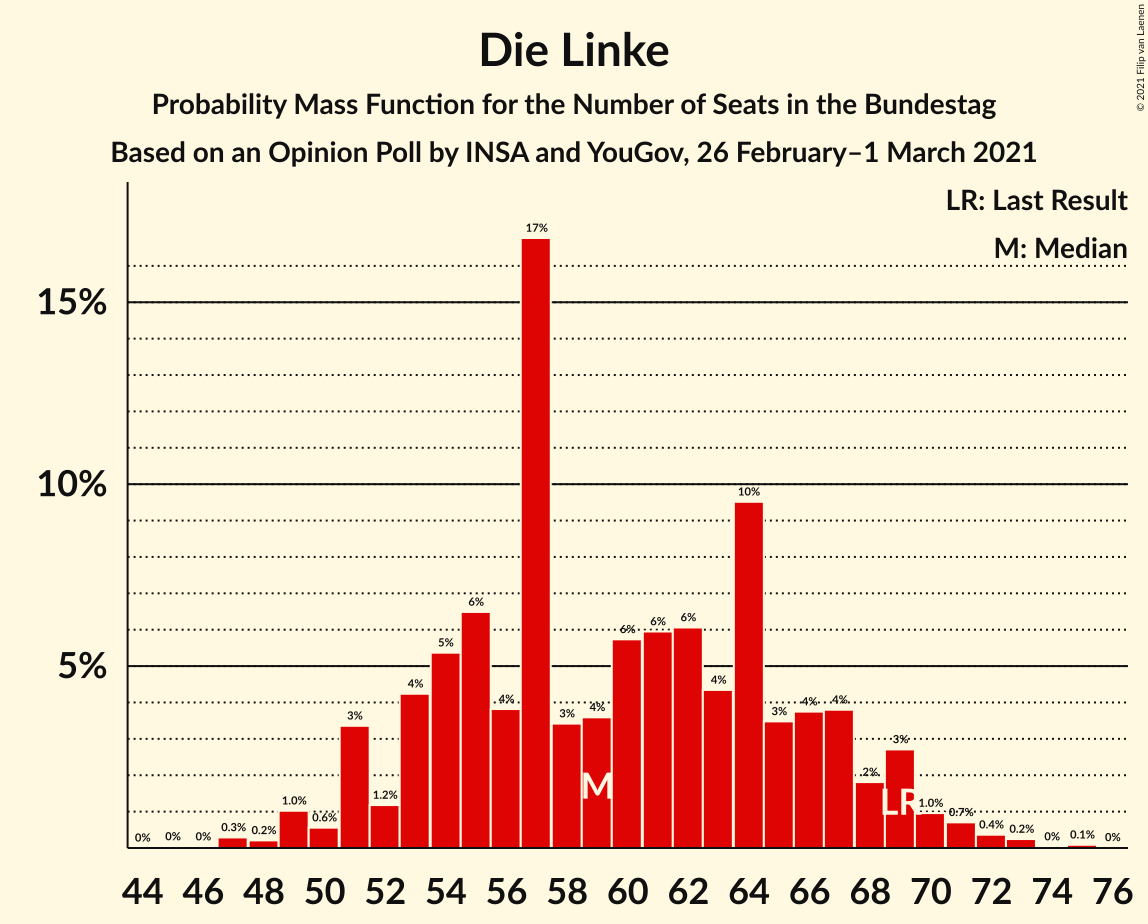 Die Linke
Probability Mass Function for the Number of Seats in the Bundestag
Based on an Opinion Poll by INSA and YouGov, 26 February–1 March 2021
© 2021 Filip van Laenen
LR: Last Result
M: Median
15%
10%
5%
0% 0% 0% 0.3% 0.2% 1.0% 0.6% 3% 1.2% 4% 5% 6% 4% 17% 3% 4% 6% 6% 6% 4% 10% 3% 4% 4% 2% 3% 1.0% 0.7% 0.4% 0.2% 0% 0.1% 0%
M
LR
44 46 48 50 52 54 56 58 60 62 64 66 68 70 72 74 76